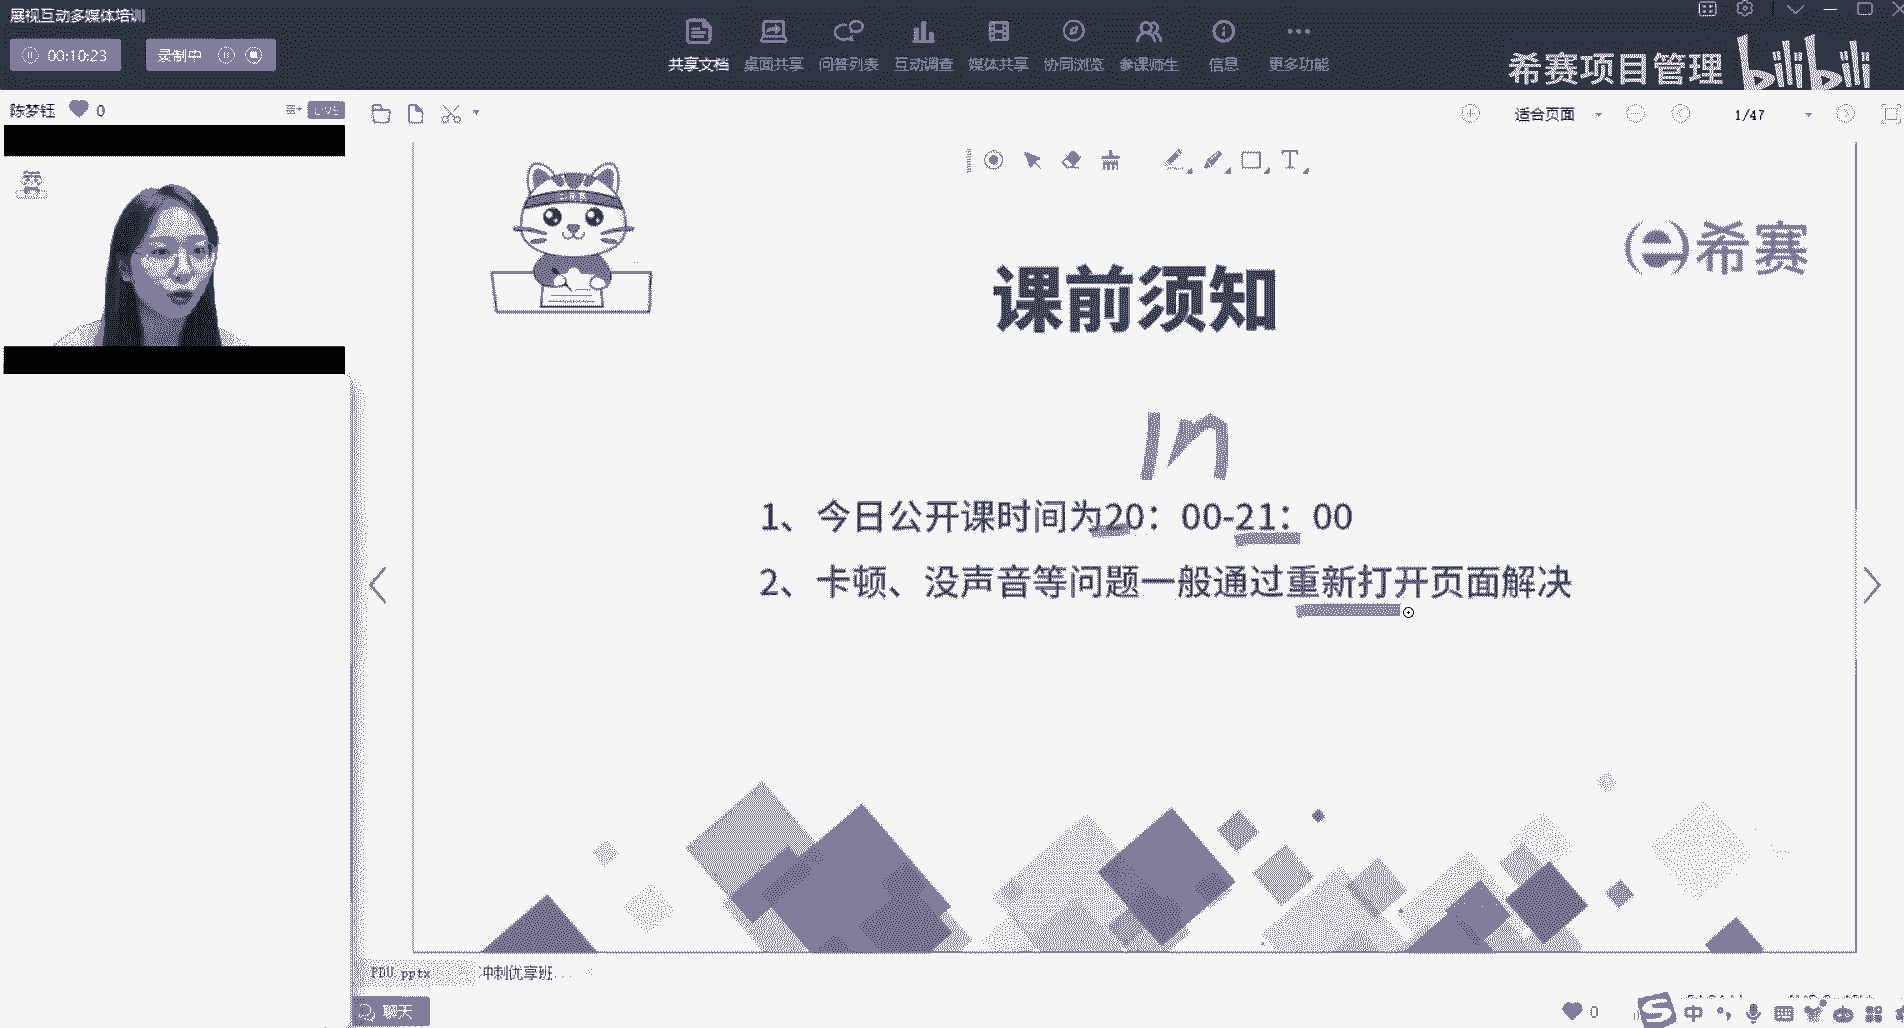 展视互动多媒体培训
00:10:23
录制中
共享文档 桌面共享 问答列表 互动调查 媒体共享 协同浏览 参课师生 信息 更多功能
希赛项目管理 bilibili
陈梦钰 0 LIVE
适合页面 1/47
T
希赛
课前须知
1h
1、今日公开课时间为20：00-21：00
2、卡顿、没声音等问题一般通过重新打开页面解决
PDU.pptx 冲刺优享班...
聊天
0
S 中